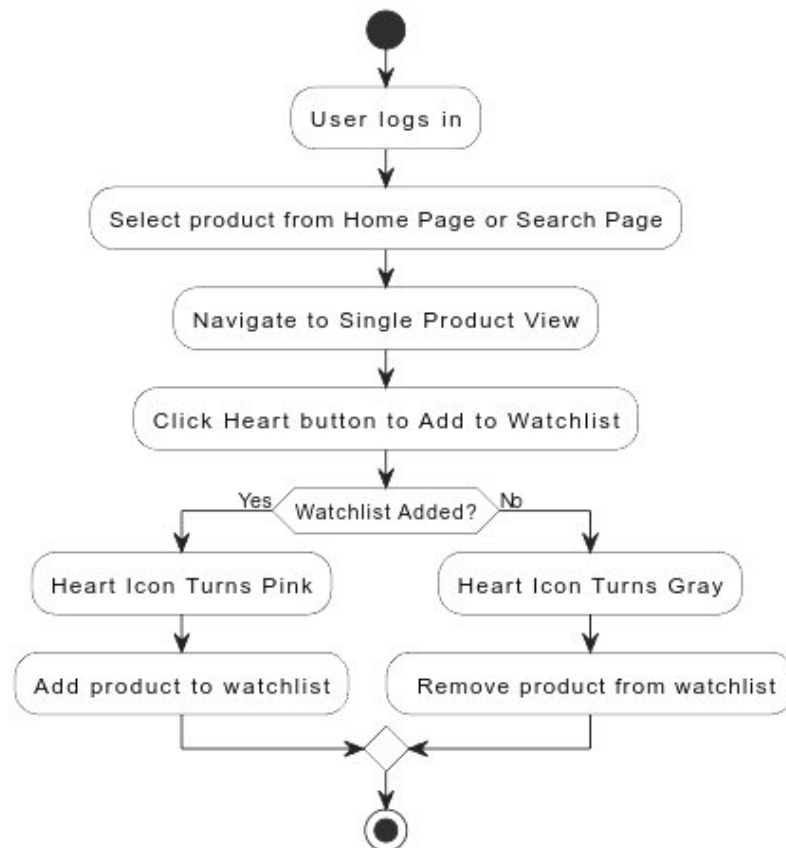 User logs in
Select product from Home Page or Search Page
Navigate to Single Product View
Click Heart button to Add to Watchlist
Yes
Watchlist Added?
No
Heart Icon Turns Pink
Heart Icon Turns Gray
Add product to watchlist
Remove product from watchlist